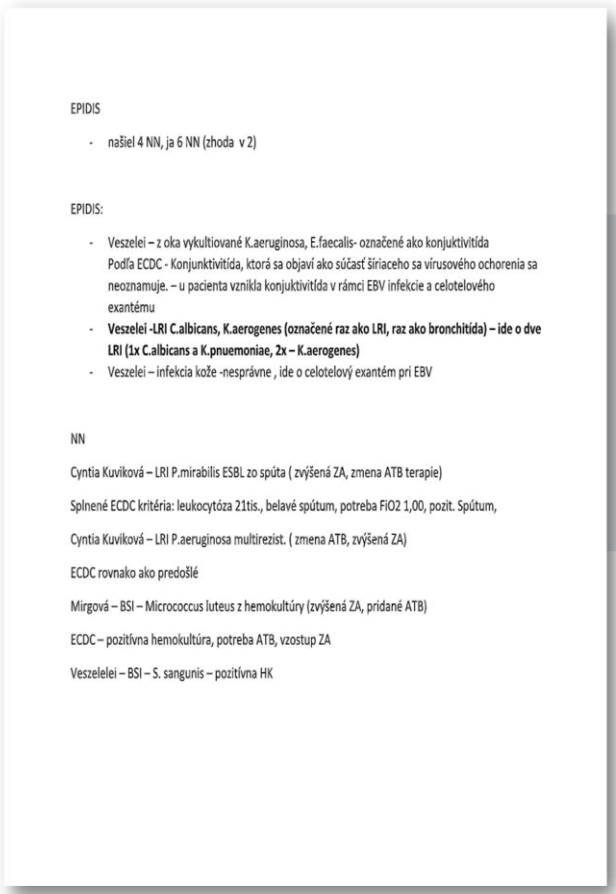 EPIDIS
- našiel 4 NN, ja 6 NN (zhoda v 2)
EPIDIS:
- Veszelei – z oka vykultiované K.aeruginosa, E.faecalis- označené ako konjuktivitída
Podľa ECDC - Konjunktivitída, ktorá sa objaví ako súčasť šíriaceho sa vírusového ochorenia sa
neoznamuje. – u pacienta vznikla konjuktivitída v rámci EBV infekcie a celotelového
exantému
- Veszelei -LRI C.albicans, K.aerogenes (označené raz ako LRI, raz ako bronchitída) – ide o dve
LRI (1x C.albicans a K.pnuemoniae, 2x – K.aerogenes)
- Veszelei – infekcia kože -nesprávne , ide o celotelový exantém pri EBV
NN
Cyntia Kuviková – LRI P.mirabilis ESBL zo spúta ( zvýšená ZA, zmena ATB terapie)
Splnené ECDC kritéria: leukocytóza 21tis., belavé spútum, potreba FiO2 1,00, pozit. Spútum,
Cyntia Kuviková – LRI P.aeruginosa multirezist. ( zmena ATB, zvýšená ZA)
ECDC rovnako ako predošlé
Mirgová – BSI – Micrococcus luteus z hemokultúry (zvýšená ZA, pridané ATB)
ECDC – pozitívna hemokultúra, potreba ATB, vzostup ZA
Veszelelei – BSI – S. sangunis – pozitívna HK